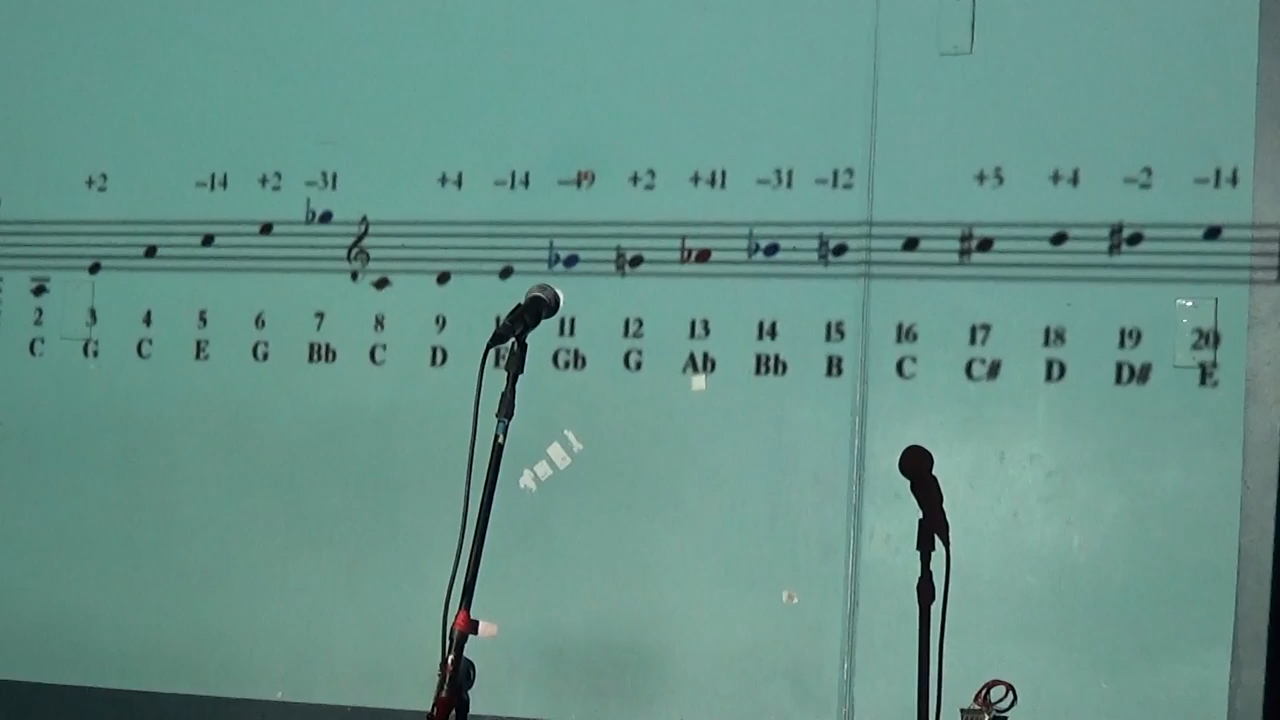 +2 –14 +2 –31 +4 –14 –49 +2 +41 –31 –12 +5 +4 –2 –14
2 3 4 5 6 7 8 9 11 12 13 14 15 16 17 18 19 20
C G C E G Bb C D E Gb G Ab Bb B C C# D D# E